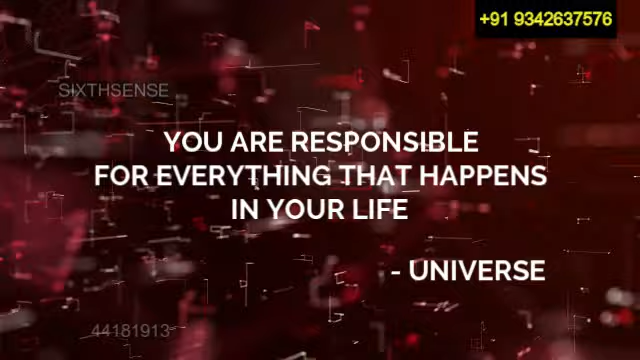 +91 9342637576
SIXTHSENSE
YOU ARE RESPONSIBLE
FOR EVERYTHING THAT HAPPENS
IN YOUR LIFE
- UNIVERSE
44181913